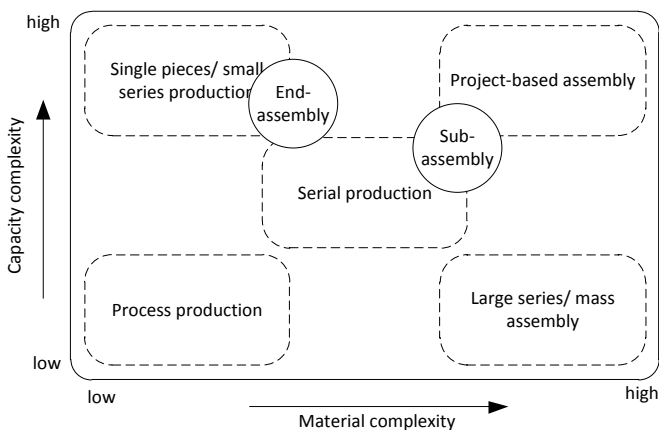 high
Single pieces/ small
series production
End-
assembly
Project-based assembly
Sub-
assembly
Serial production
Capacity complexity
Process production
Large series/ mass
assembly
low
low
high
Material complexity